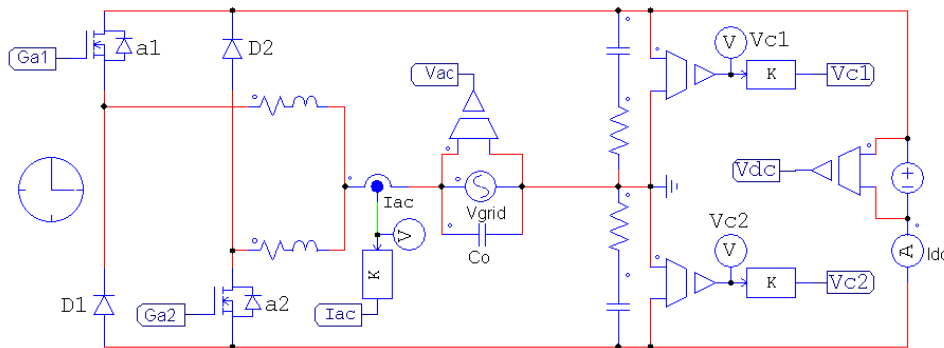 Ga1
a1
D2
Vac
V
Vc1
K
Vc1
Vdc
Iac
Vgrid
V
Co
K
Iac
D1
Ga2
a2
Vc2
V
K
Vc2
A
Idc